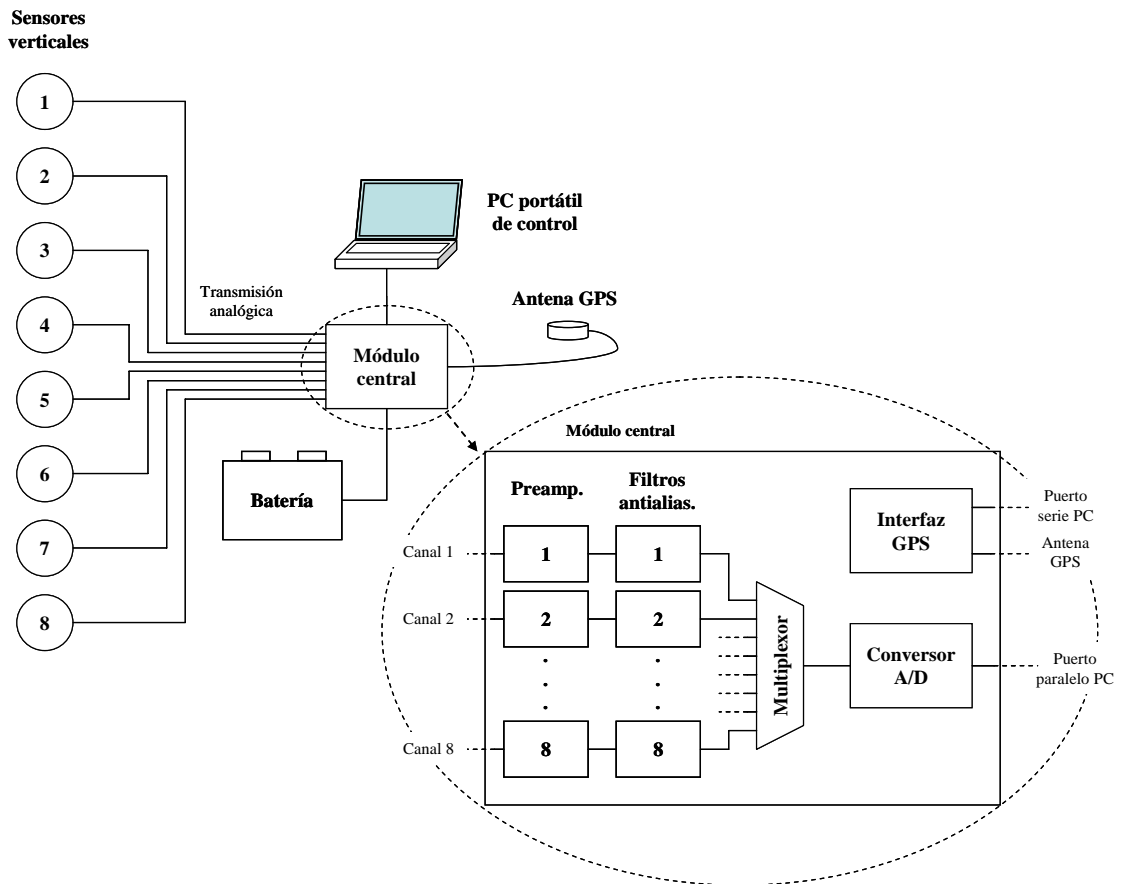 Sensores
verticales
1
2
3
4
5
6
7
8
Transmisión
analógica
PC portátil
de control
Antena GPS
Módulo
central
Batería
Módulo central
Preamp.
Filtros
antialias.
Canal 1
1
1
Canal 2
2
2
Canal 8
8
8
Multiplexor
Interfaz
GPS
Puerto
serie PC
Antena
GPS
Conversor
A/D
Puerto
paralelo PC